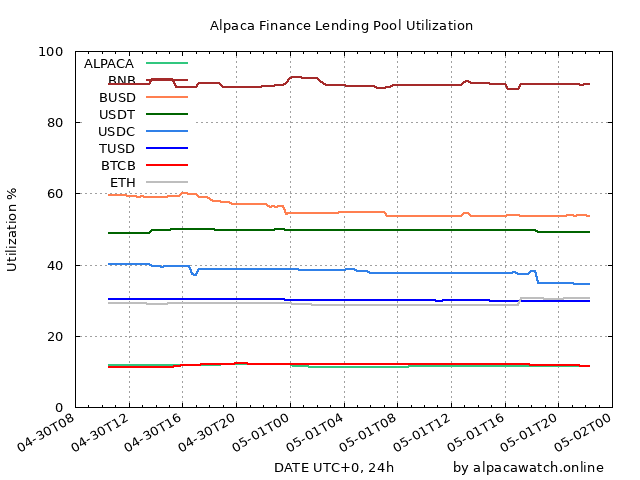 Alpaca Finance Lending Pool Utilization
100
80
60
40
20
0
Utilization %
ALPACA
BNB
BUSD
USDT
USDC
TUSD
BTCB
ETH
04-30T08
04-30T12
04-30T16
04-30T20
05-01T00
05-01T04
05-01T08
05-01T12
05-01T16
05-01T20
05-02T00
DATE UTC+0, 24h
by alpacawatch.online